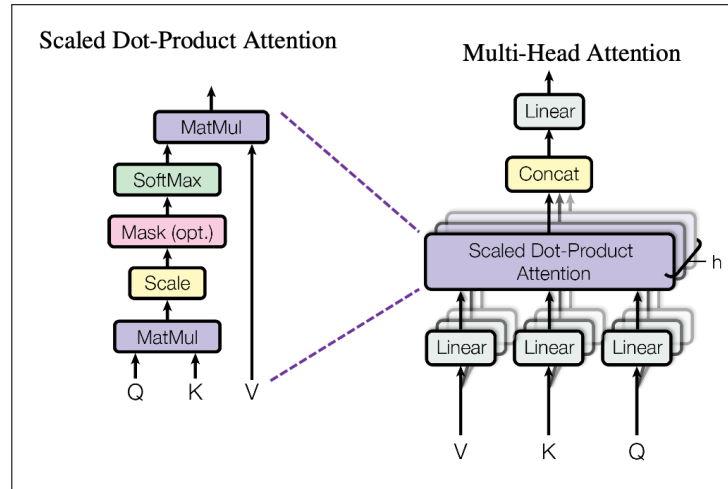 Scaled Dot-Product Attention
MatMul
SoftMax
Mask (opt.)
Scale
MatMul
Q K V
Multi-Head Attention
Linear
Concat
Scaled Dot-Product
Attention
h
Linear Linear Linear
V K Q